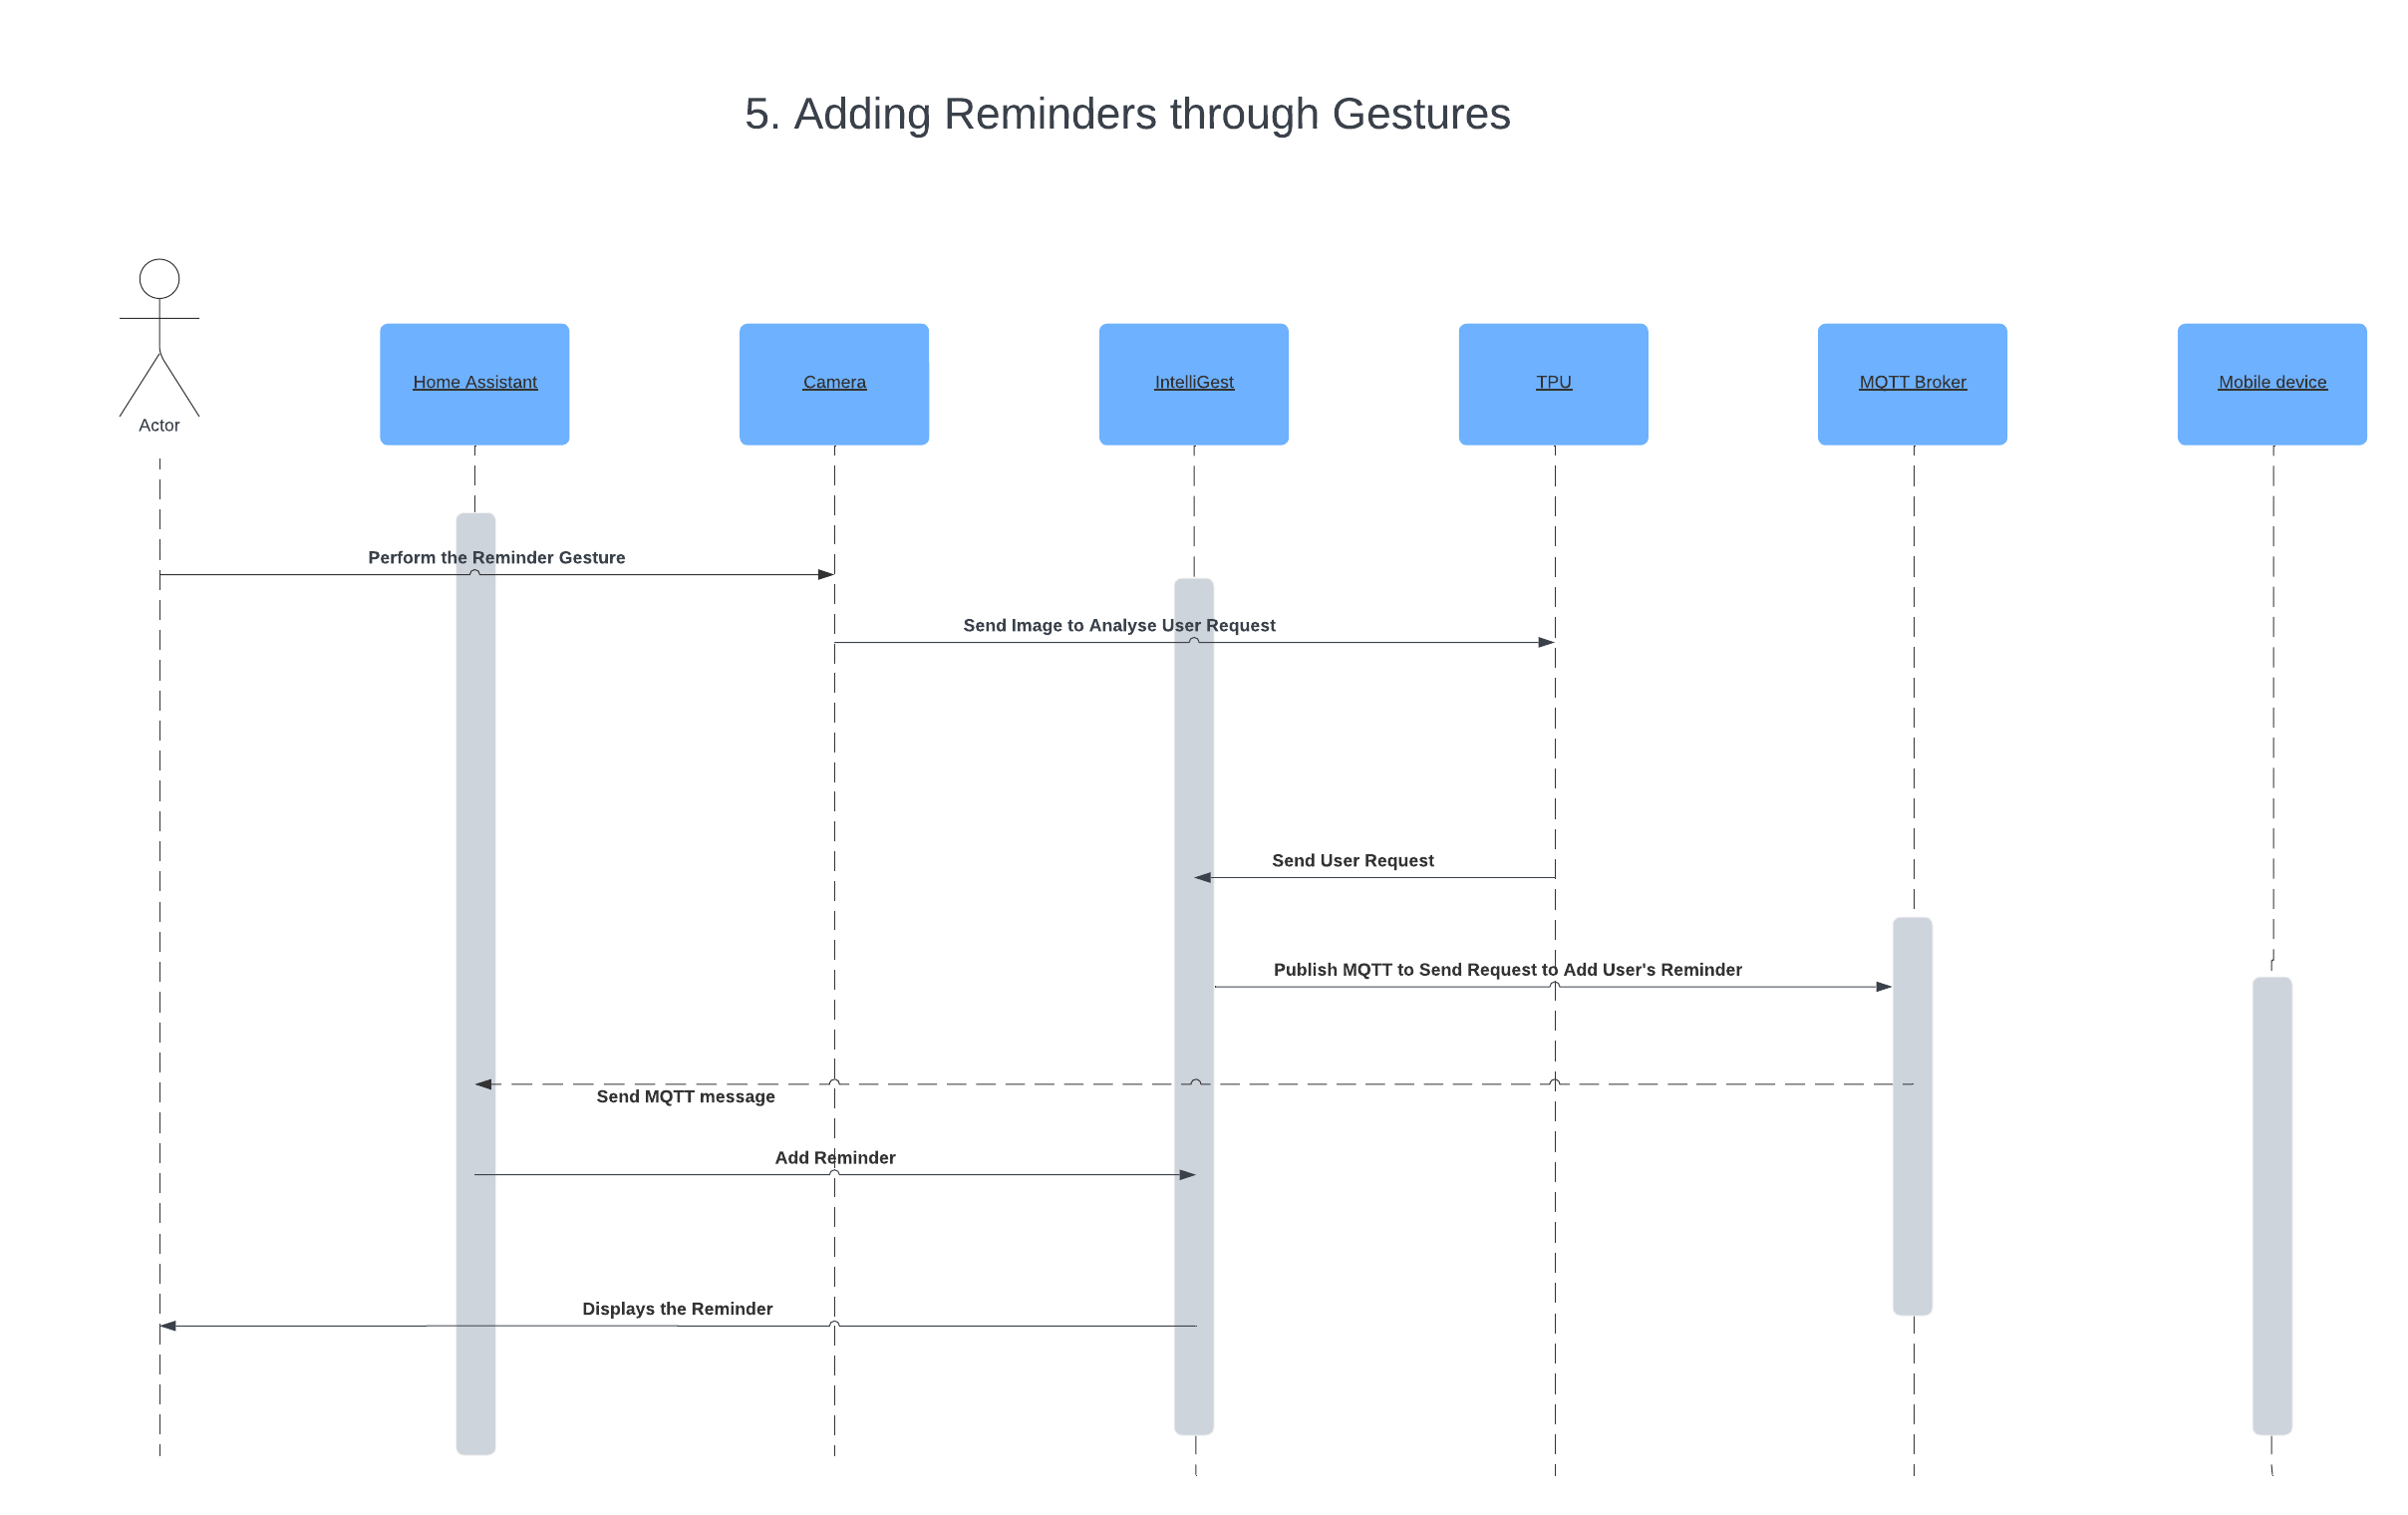 5. Adding Reminders through Gestures
Actor
Home Assistant
Camera
IntelliGest
TPU
MQTT Broker
Mobile device
Perform the Reminder Gesture
Send Image to Analyse User Request
Send User Request
Publish MQTT to Send Request to Add User's Reminder
Send MQTT message
Add Reminder
Displays the Reminder